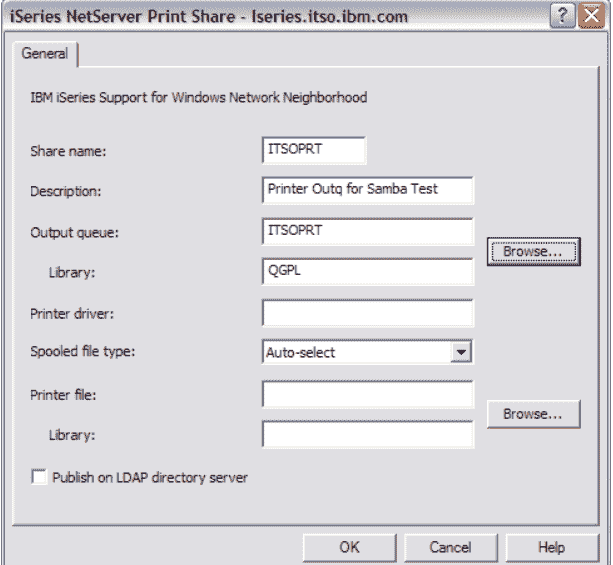 iSeries NetServer Print Share - Iseries.itso.ibm.com
General
IBM iSeries Support for Windows Network Neighborhood
Share name: ITSOPRT
Description: Printer Outq for Samba Test
Output queue: ITSOPRT
Browse...
Library: QGPL
Printer driver:
Spooled file type: Auto-select
Printer file:
Browse...
Library:
Publish on LDAP directory server
OK Cancel Help